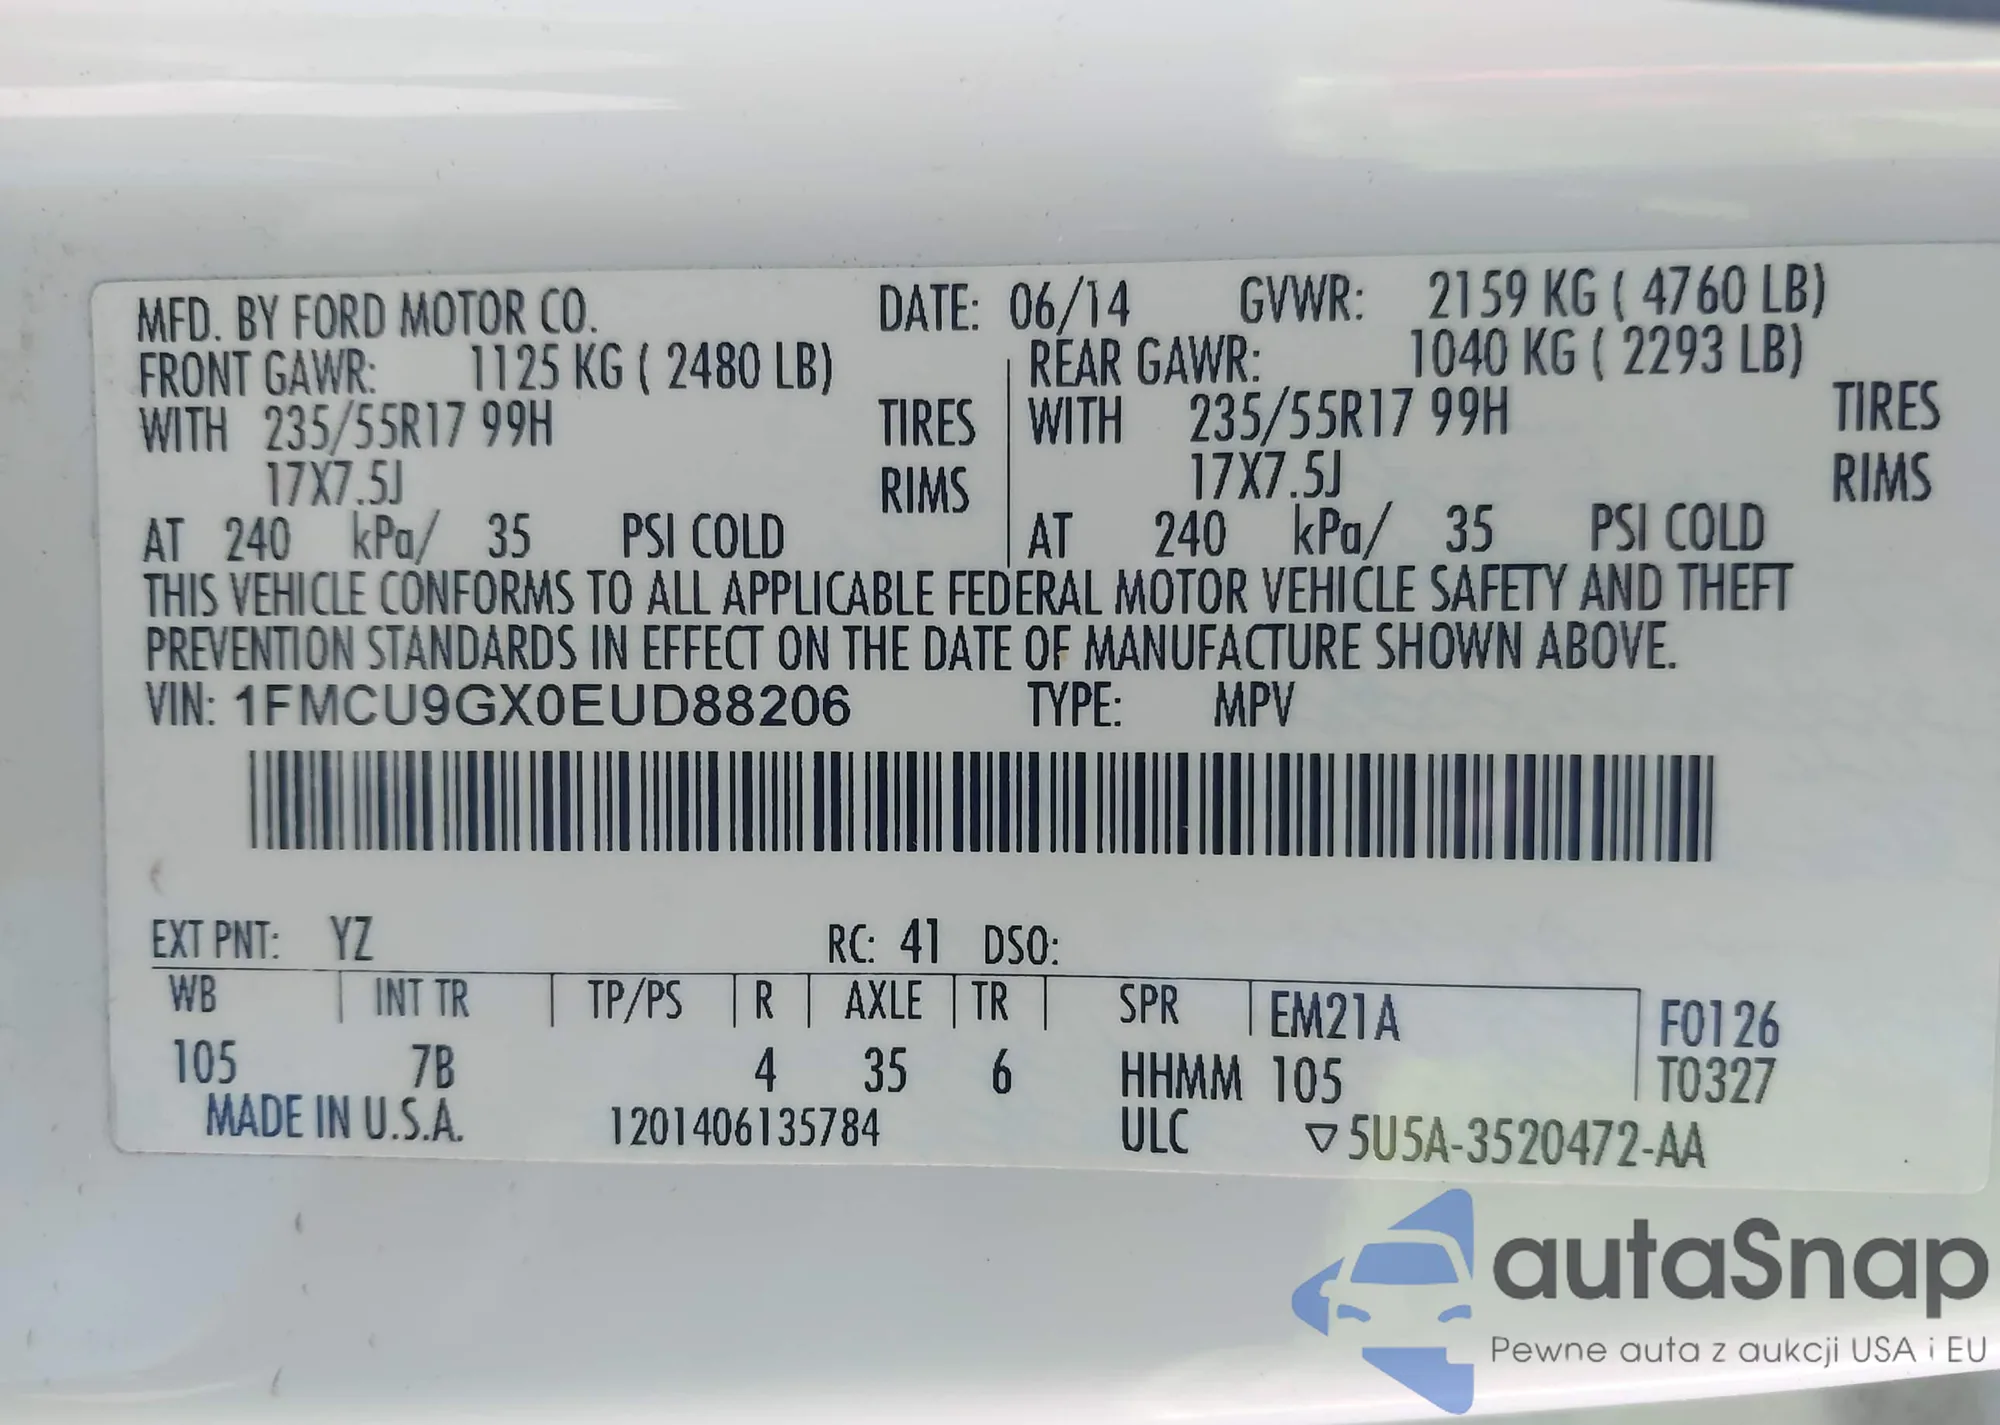 MFD. BY FORD MOTOR CO. DATE: 06/14 GVWR: 2159 KG ( 4760 LB)
FRONT GAWR: 1125 KG ( 2480 LB) REAR GAWR: 1040 KG ( 2293 LB)
WITH 235/55R17 99H TIRES WITH 235/55R17 99H TIRES
17X7.5J RIMS 17X7.5J RIMS
AT 240 kPa/ 35 PSI COLD AT 240 kPa/ 35 PSI COLD
THIS VEHICLE CONFORMS TO ALL APPLICABLE FEDERAL MOTOR VEHICLE SAFETY AND THEFT
PREVENTION STANDARDS IN EFFECT ON THE DATE OF MANUFACTURE SHOWN ABOVE.
VIN: 1FMCU9GX0EUD88206 TYPE: MPV
EXT PNT: YZ RC: 41 DSO:
WB INT TR TP/PS R AXLE TR SPR EM21A F0126
105 7B 4 35 6 HHMM 105 T0327
MADE IN U.S.A. 1201406135784 ULC ▽5U5A-3520472-AA
autaSnap
Pewne auta z aukcji USA i EU